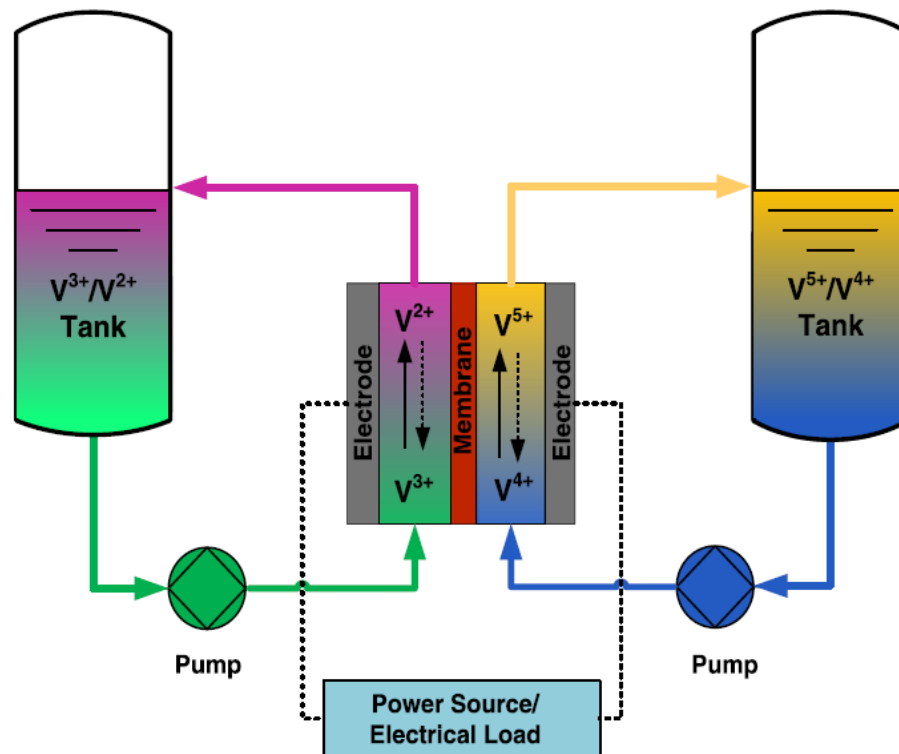 V³⁺/V²⁺
Tank
V⁵⁺/V⁴⁺
Tank
Electrode
V²⁺
V³⁺
Membrane
V⁵⁺
V⁴⁺
Electrode
Pump
Pump
Power Source/
Electrical Load